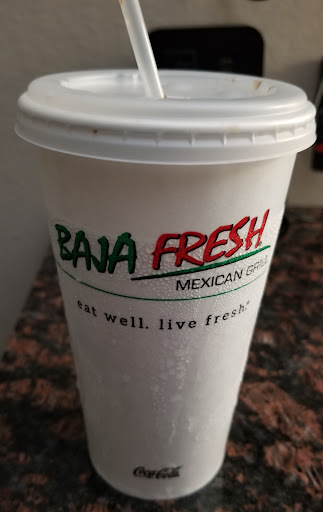 BAJA FRESH
MEXICAN GRILL
eat well. live fresh.®
Coca-Cola